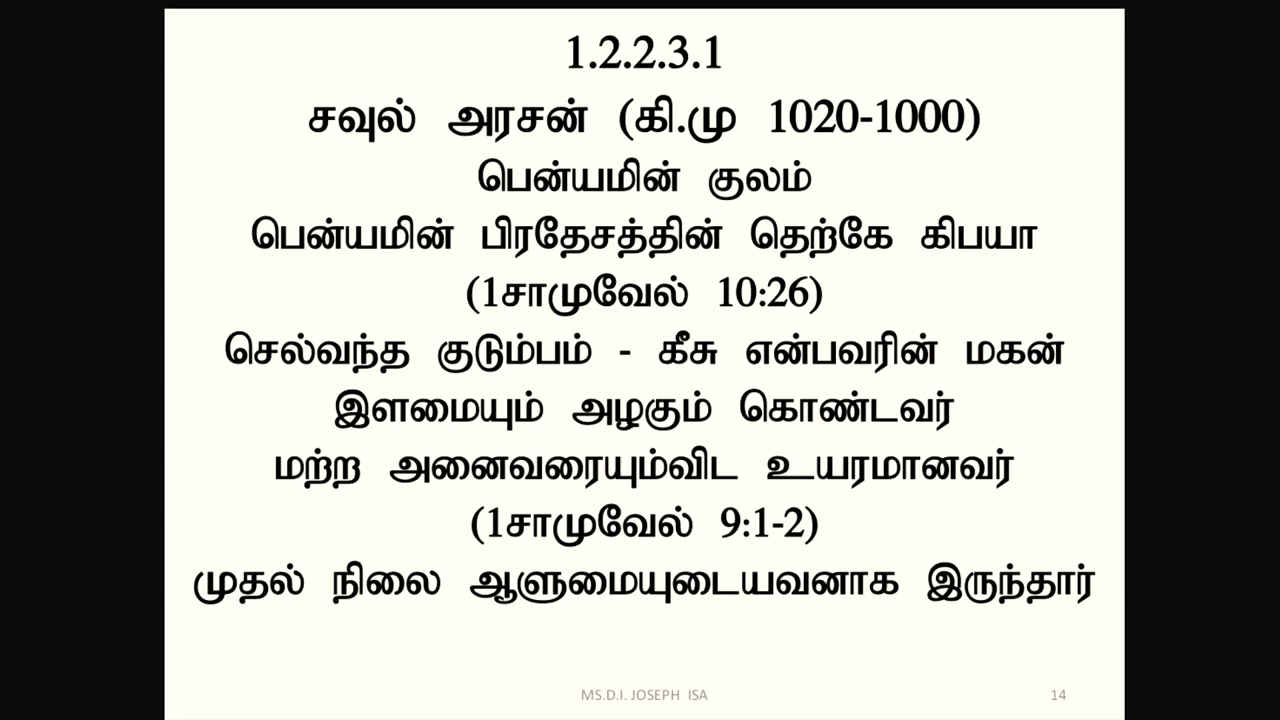 1.2.2.3.1
சவுல் அரசன் (கி.மு 1020-1000)
பென்யமின் குலம்
பென்யமின் பிரதேசத்தின் தெற்கே கிபயா
(1சாமுவேல் 10:26)
செல்வந்த குடும்பம் - கீசு என்பவரின் மகன்
இளமையும் அழகும் கொண்டவர்
மற்ற அனைவரையும்விட உயரமானவர்
(1சாமுவேல் 9:1-2)
முதல் நிலை ஆளுமையுடையவனாக இருந்தார்
MS.D.I. JOSEPH ISA 14